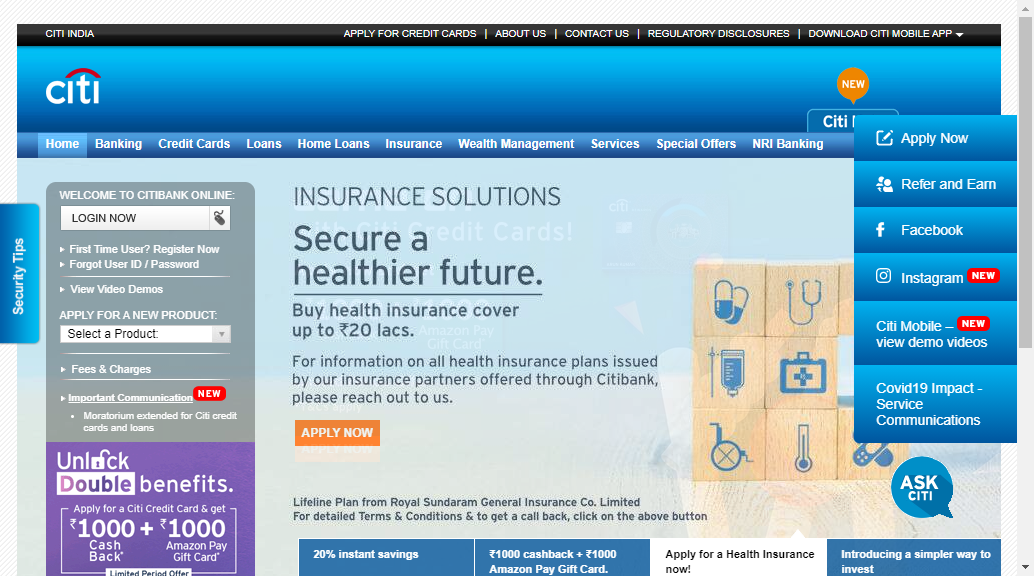 CITI INDIA
APPLY FOR CREDIT CARDS | ABOUT US | CONTACT US | REGULATORY DISCLOSURES | DOWNLOAD CITI MOBILE APP
citi
NEW
Citi
Home Banking Credit Cards Loans Home Loans Insurance Wealth Management Services Special Offers NRI Banking
Apply Now
Refer and Earn
Facebook
Instagram NEW
Citi Mobile – NEW
view demo videos
Covid19 Impact -
Service
Communications
Security Tips
WELCOME TO CITIBANK ONLINE:
LOGIN NOW
First Time User? Register Now
Forgot User ID / Password
View Video Demos
APPLY FOR A NEW PRODUCT:
Select a Product:
Fees & Charges
Important Communication NEW
Moratorium extended for Citi credit
cards and loans
Unlock
Double benefits.
Apply for a Citi Credit Card & get
₹1000 + ₹1000
Cash Amazon Pay
Back* Gift Card*
Limited Period Offer
INSURANCE SOLUTIONS
Secure a
healthier future.
Buy health insurance cover
up to ₹20 lacs.
For information on all health insurance plans issued
by our insurance partners offered through Citibank,
please reach out to us.
APPLY NOW
Lifeline Plan from Royal Sundaram General Insurance Co. Limited
For detailed Terms & Conditions & to get a call back, click on the above button
citi
Citi Credit Cards!
Amazon Pay
Gift Card
APPLY NOW
ASK
CITI
20% instant savings
₹1000 cashback + ₹1000
Amazon Pay Gift Card.
Apply for a Health Insurance
now!
Introducing a simpler way to
invest